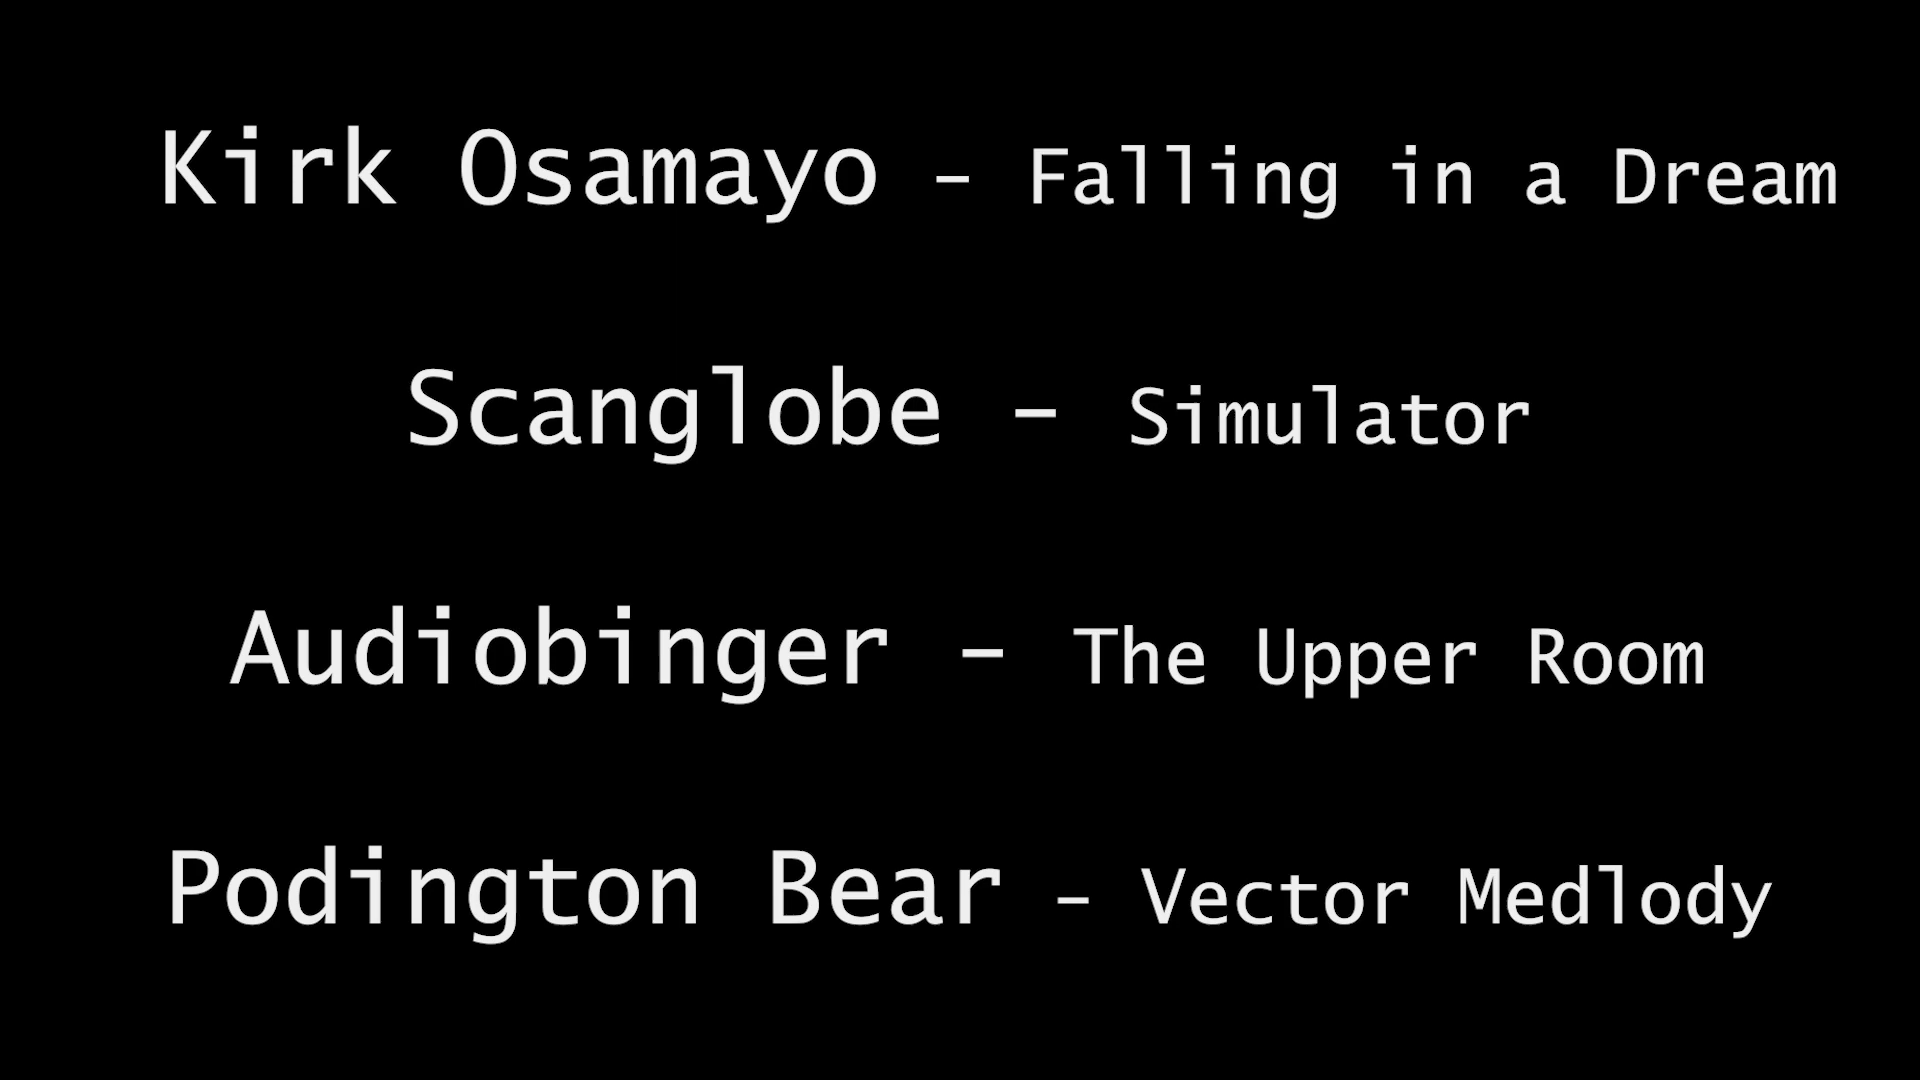 Kirk Osamayo – Falling in a Dream
Scanglobe – Simulator
Audiobinger – The Upper Room
Podington Bear – Vector Medlody